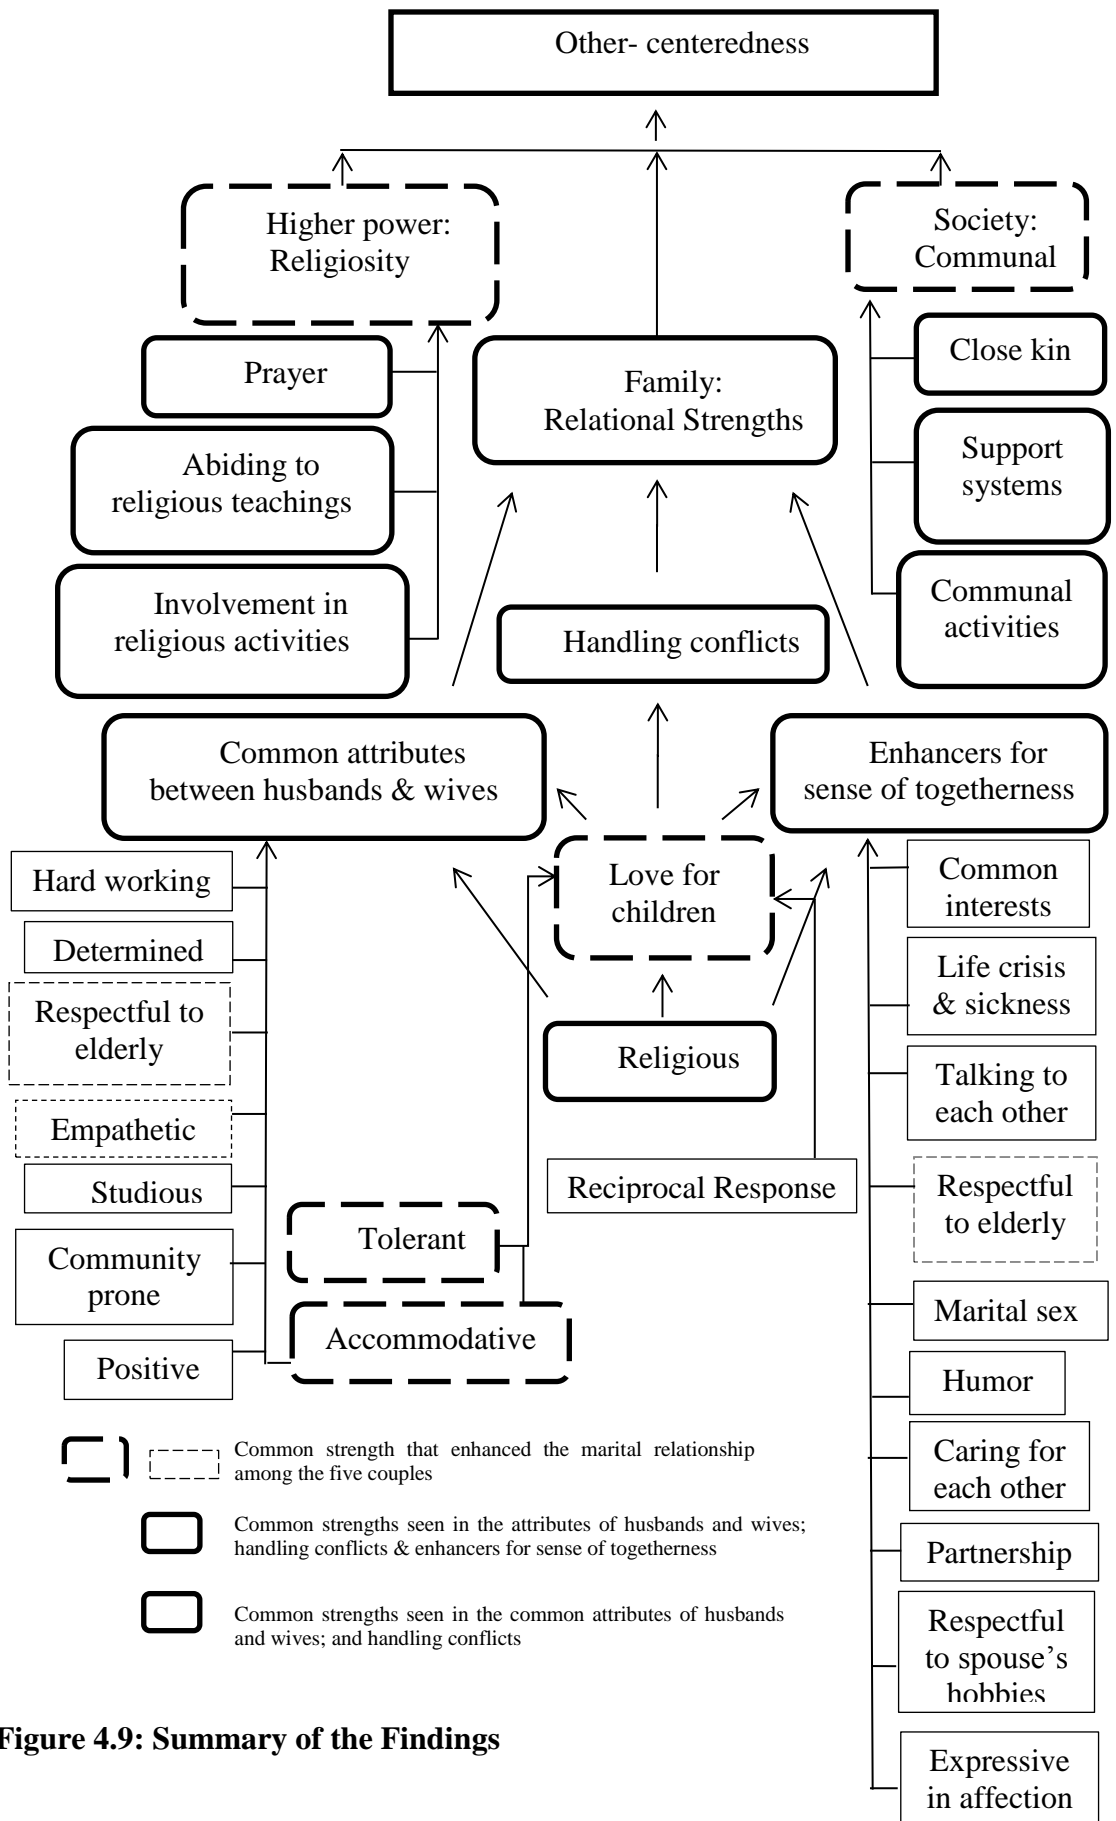 Other- centeredness
Higher power:
Religiosity
Society:
Communal
Prayer
Family:
Relational Strengths
Close kin
Abiding to
religious teachings
Support
systems
Involvement in
religious activities
Handling conflicts
Communal
activities
Common attributes
between husbands & wives
Enhancers for
sense of togetherness
Hard working
Determined
Respectful to
elderly
Empathetic
Studious
Community
prone
Positive
Love for
children
Religious
Reciprocal Response
Tolerant
Accommodative
Common
interests
Life crisis
& sickness
Talking to
each other
Respectful
to elderly
Marital sex
Humor
Caring for
each other
Partnership
Respectful
to spouse’s
hobbies
Expressive
in affection
Common strength that enhanced the marital relationship
among the five couples
Common strengths seen in the attributes of husbands and wives;
handling conflicts & enhancers for sense of togetherness
Common strengths seen in the common attributes of husbands
and wives; and handling conflicts
Figure 4.9: Summary of the Findings